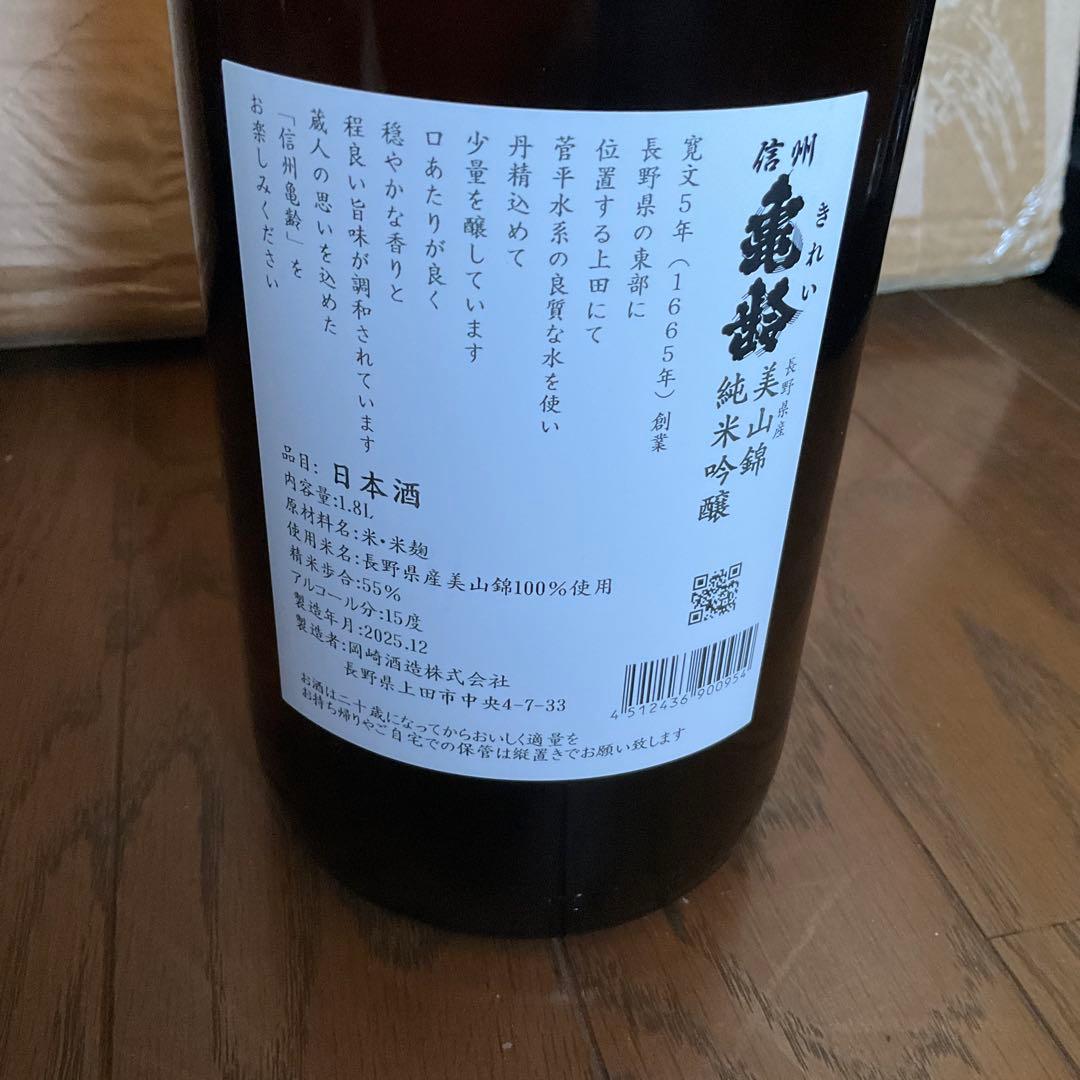 信州
亀齢
きれい
長野県産
美山錦
純米吟醸
寛文5年(1665年)創業
長野県の東部に
位置する上田にて
菅平水系の良質な水を使い
丹精込めて
少量を醸しています
口あたりが良く
穏やかな香りと
程良い旨味が調和されています
蔵人の思いを込めた
「信州亀齢」を
お楽しみください
品目: 日本酒
内容量:1.8L
原材料名:米・米麹
使用米名:長野県産美山錦100%使用
精米歩合:55%
アルコール分:15度
製造年月:2025.12
製造者:岡崎酒造株式会社
長野県上田市中央4-7-33
お酒は二十歳になってからおいしく適量を
お持ち帰りやご自宅での保管は縦置きでお願い致します
4512436900954